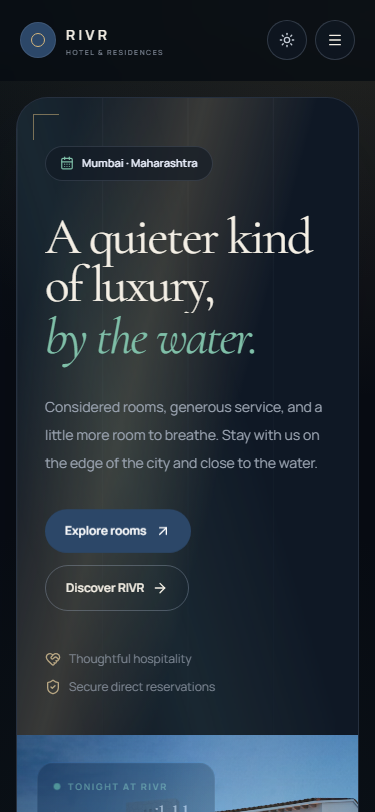 RIVR
HOTEL & RESIDENCES
Mumbai · Maharashtra
A quieter kind
of luxury,
by the water.
Considered rooms, generous service, and a
little more room to breathe. Stay with us on
the edge of the city and close to the water.
Explore rooms
Discover RIVR
Thoughtful hospitality
Secure direct reservations
TONIGHT AT RIVR